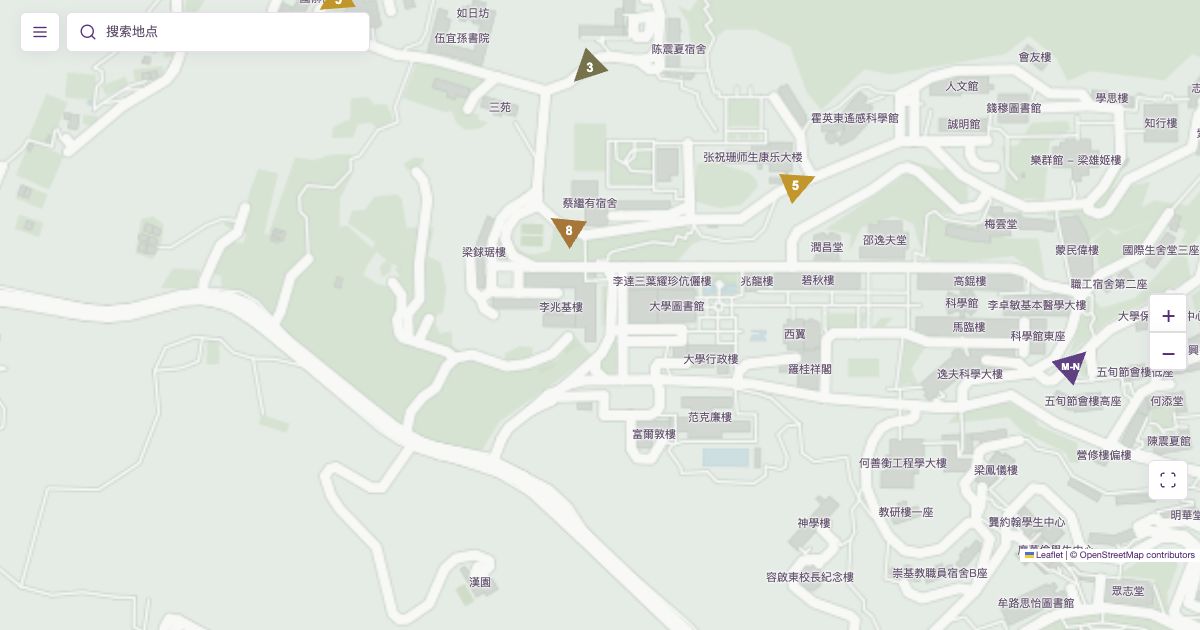 5
如日坊
伍宜孫書院
搜索地点
3
陈震夏宿舍
會友樓
人文館
三苑
錢穆圖書館
學思樓
霍英東遙感科學館
誠明館
知行樓
张祝珊师生康乐大楼
樂群館 – 梁雄姬樓
5
蔡繼有宿舍
8
梅雲堂
潤昌堂
邵逸夫堂
梁銶琚樓
蒙民偉樓
國際生舍堂三座
李達三葉耀珍伉儷樓
兆龍樓
碧秋樓
高錕樓
職工宿舍第二座
李兆基樓
大學圖書館
科學館
李卓敏基本醫學大樓
+
馬臨樓
西翼
科學館東座
−
大學行政樓
羅桂祥閣
逸夫科學大樓
M-N
五旬節會樓低座
五旬節會樓高座
何添堂
范克廉樓
富爾敦樓
陳震夏館
營修樓偏樓
何善衡工程學大樓
梁鳳儀樓
教研樓一座
神學樓
龔約翰學生中心
Leaflet | © OpenStreetMap contributors
容啟東校長紀念樓
崇基教職員宿舍B座
漢園
眾志堂
牟路思怡圖書館